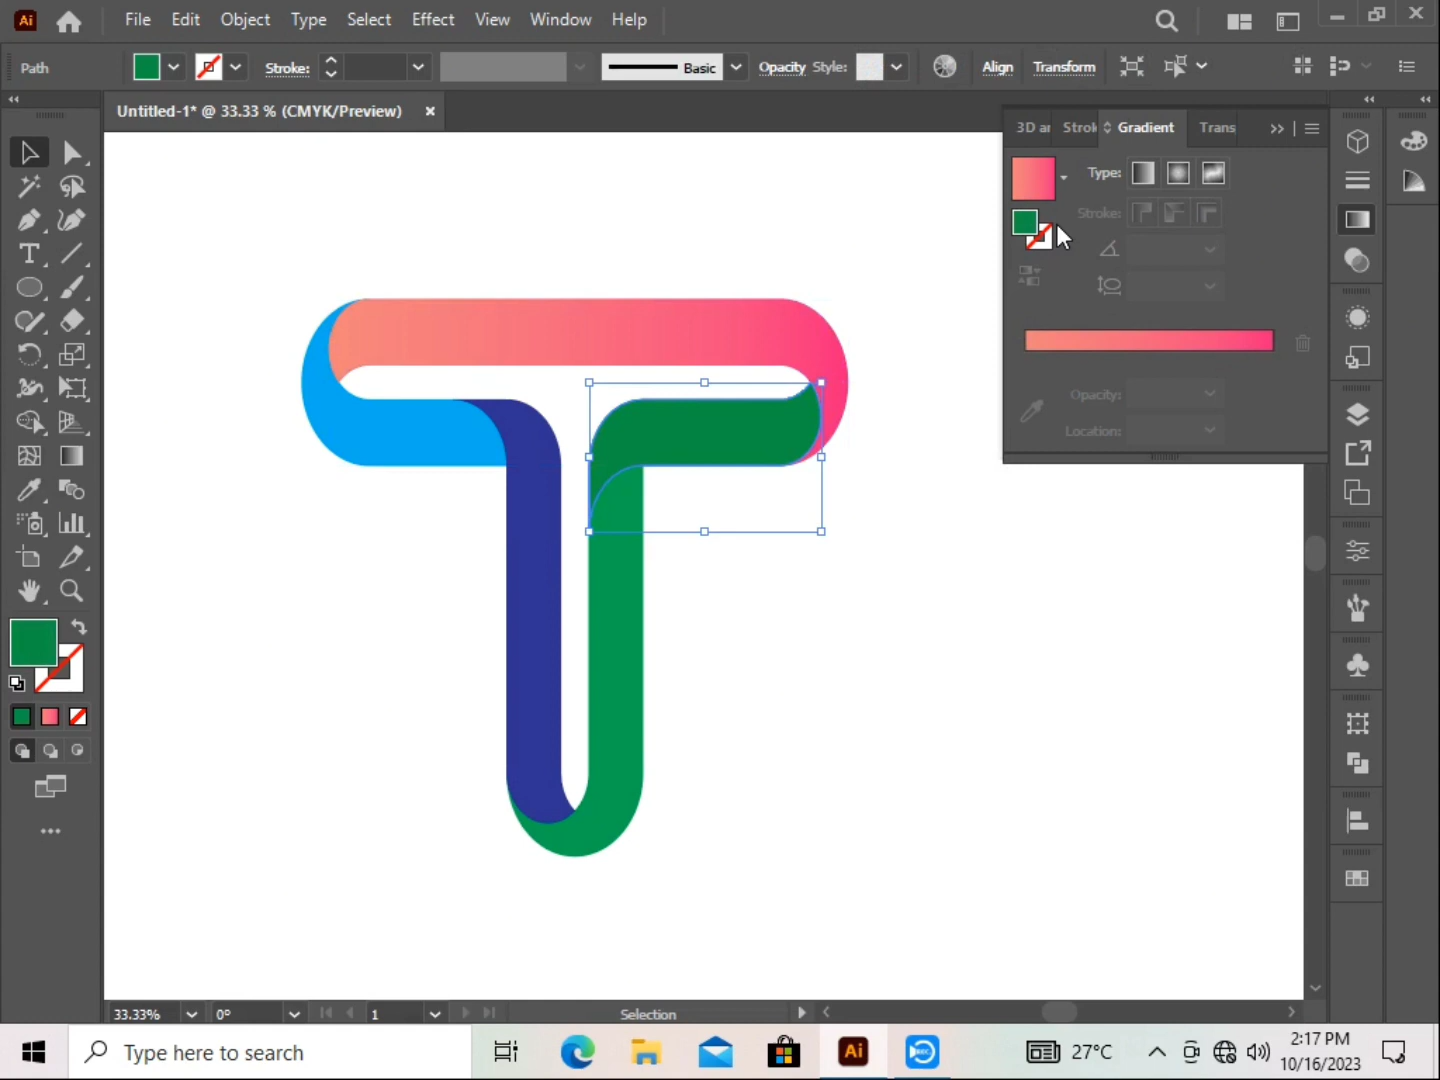 Ai File Edit Object Type Select Effect View Window Help
Path Stroke: Basic Opacity Style: Align Transform
Untitled-1* @ 33.33 % (CMYK/Preview) ×
3D ar Strok Gradient Trans
Type:
Stroke:
Opacity:
Location:
T
33.33% 0° 1 Selection
Type here to search Ai REC 27°C 2:17 PM
10/16/2023